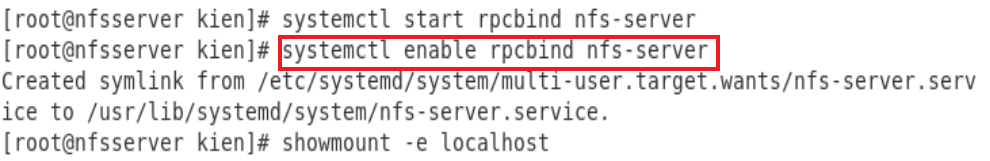 [root@nfsserver kien]# systemctl start rpcbind nfs-server
[root@nfsserver kien]# systemctl enable rpcbind nfs-server
Created symlink from /etc/systemd/system/multi-user.target.wants/nfs-server.serv
ice to /usr/lib/systemd/system/nfs-server.service.
[root@nfsserver kien]# showmount -e localhost